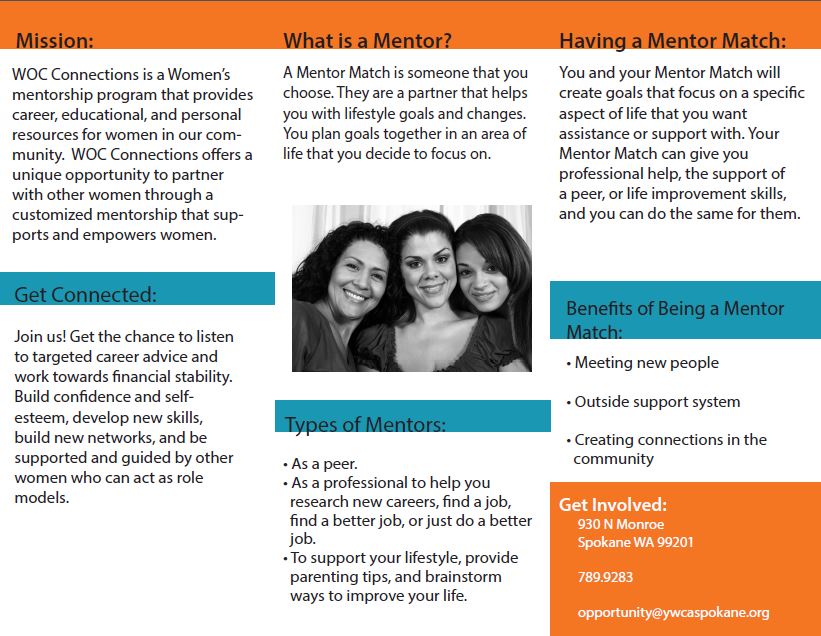 Mission:
WOC Connections is a Women's
mentorship program that provides
career, educational, and personal
resources for women in our com-
munity.  WOC Connections offers a
unique opportunity to partner
with other women through a
customized mentorship that sup-
ports and empowers women.
Get Connected:
Join us! Get the chance to listen
to targeted career advice and
work towards financial stability.
Build confidence and self-
esteem, develop new skills,
build new networks, and be
supported and guided by other
women who can act as role
models.
What is a Mentor?
A Mentor Match is someone that you
choose. They are a partner that helps
you with lifestyle goals and changes.
You plan goals together in an area of
life that you decide to focus on.
Types of Mentors:
• As a peer.
• As a professional to help you
research new careers, find a job,
find a better job, or just do a better
job.
• To support your lifestyle, provide
parenting tips, and brainstorm
ways to improve your life.
Having a Mentor Match:
You and your Mentor Match will
create goals that focus on a specific
aspect of life that you want
assistance or support with. Your
Mentor Match can give you
professional help, the support of
a peer, or life improvement skills,
and you can do the same for them.
Benefits of Being a Mentor
Match:
• Meeting new people
• Outside support system
• Creating connections in the
community
Get Involved:
930 N Monroe
Spokane WA 99201
789.9283
opportunity@ywcaspokane.org